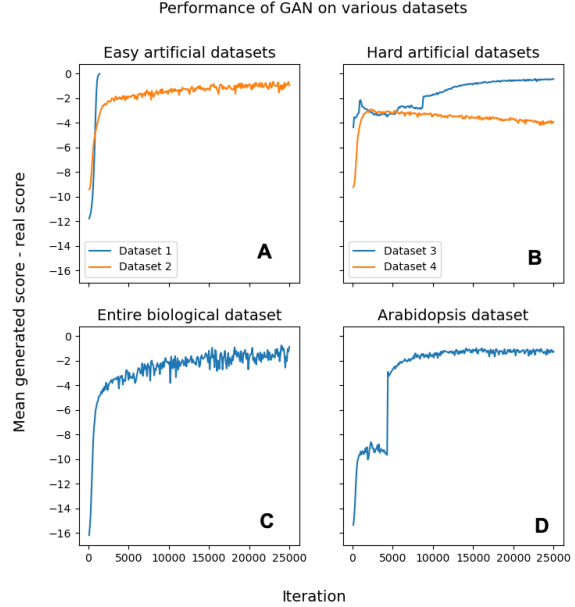 Performance of GAN on various datasets
Easy artificial datasets
Hard artificial datasets
0
−2
−4
−6
−8
−10
−12
−14
−16
Dataset 1
Dataset 2
A
Dataset 3
Dataset 4
B
Mean generated score - real score
Entire biological dataset
Arabidopsis dataset
0
−2
−4
−6
−8
−10
−12
−14
−16
C
D
0 5000 10000 15000 20000 25000
0 5000 10000 15000 20000 25000
Iteration